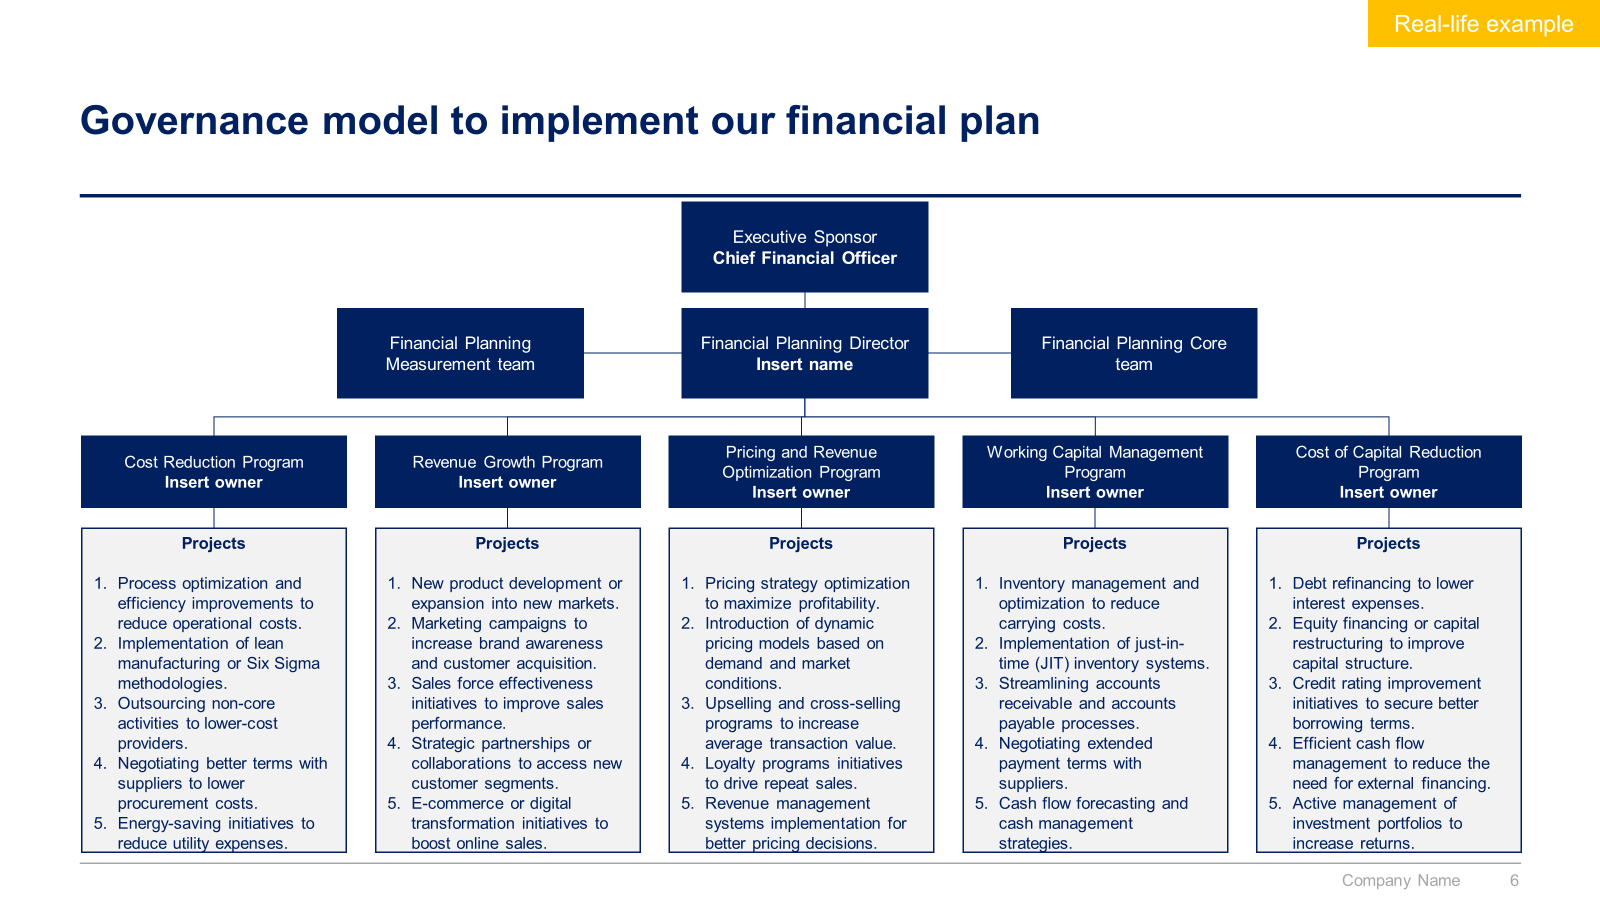 Real-life example
Governance model to implement our financial plan
Executive Sponsor
Chief Financial Officer
Financial Planning
Measurement team
Financial Planning Director
Insert name
Financial Planning Core
team
Cost Reduction Program
Insert owner
Revenue Growth Program
Insert owner
Pricing and Revenue
Optimization Program
Insert owner
Working Capital Management
Program
Insert owner
Cost of Capital Reduction
Program
Insert owner
Projects
1. Process optimization and
efficiency improvements to
reduce operational costs.
2. Implementation of lean
manufacturing or Six Sigma
methodologies.
3. Outsourcing non-core
activities to lower-cost
providers.
4. Negotiating better terms with
suppliers to lower
procurement costs.
5. Energy-saving initiatives to
reduce utility expenses.
Projects
1. New product development or
expansion into new markets.
2. Marketing campaigns to
increase brand awareness
and customer acquisition.
3. Sales force effectiveness
initiatives to improve sales
performance.
4. Strategic partnerships or
collaborations to access new
customer segments.
5. E-commerce or digital
transformation initiatives to
boost online sales.
Projects
1. Pricing strategy optimization
to maximize profitability.
2. Introduction of dynamic
pricing models based on
demand and market
conditions.
3. Upselling and cross-selling
programs to increase
average transaction value.
4. Loyalty programs initiatives
to drive repeat sales.
5. Revenue management
systems implementation for
better pricing decisions.
Projects
1. Inventory management and
optimization to reduce
carrying costs.
2. Implementation of just-in-
time (JIT) inventory systems.
3. Streamlining accounts
receivable and accounts
payable processes.
4. Negotiating extended
payment terms with
suppliers.
5. Cash flow forecasting and
cash management
strategies.
Projects
1. Debt refinancing to lower
interest expenses.
2. Equity financing or capital
restructuring to improve
capital structure.
3. Credit rating improvement
initiatives to secure better
borrowing terms.
4. Efficient cash flow
management to reduce the
need for external financing.
5. Active management of
investment portfolios to
increase returns.
Company Name 6